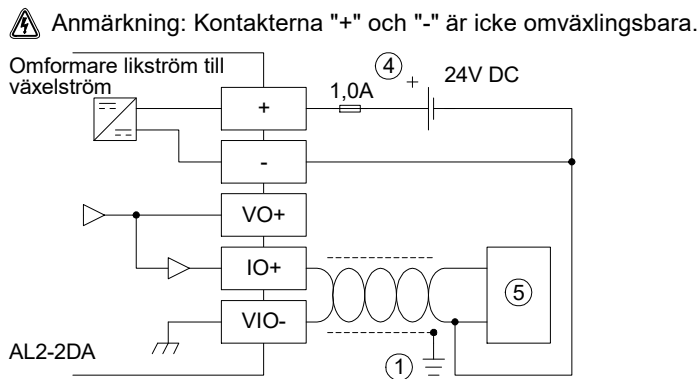 Anmärkning: Kontakterna "+" och "-" är icke omväxlingsbara.
Omformare likström till
växelström
4
+
24V DC
1,0A
+
-
VO+
IO+
5
VIO-
AL2-2DA
1